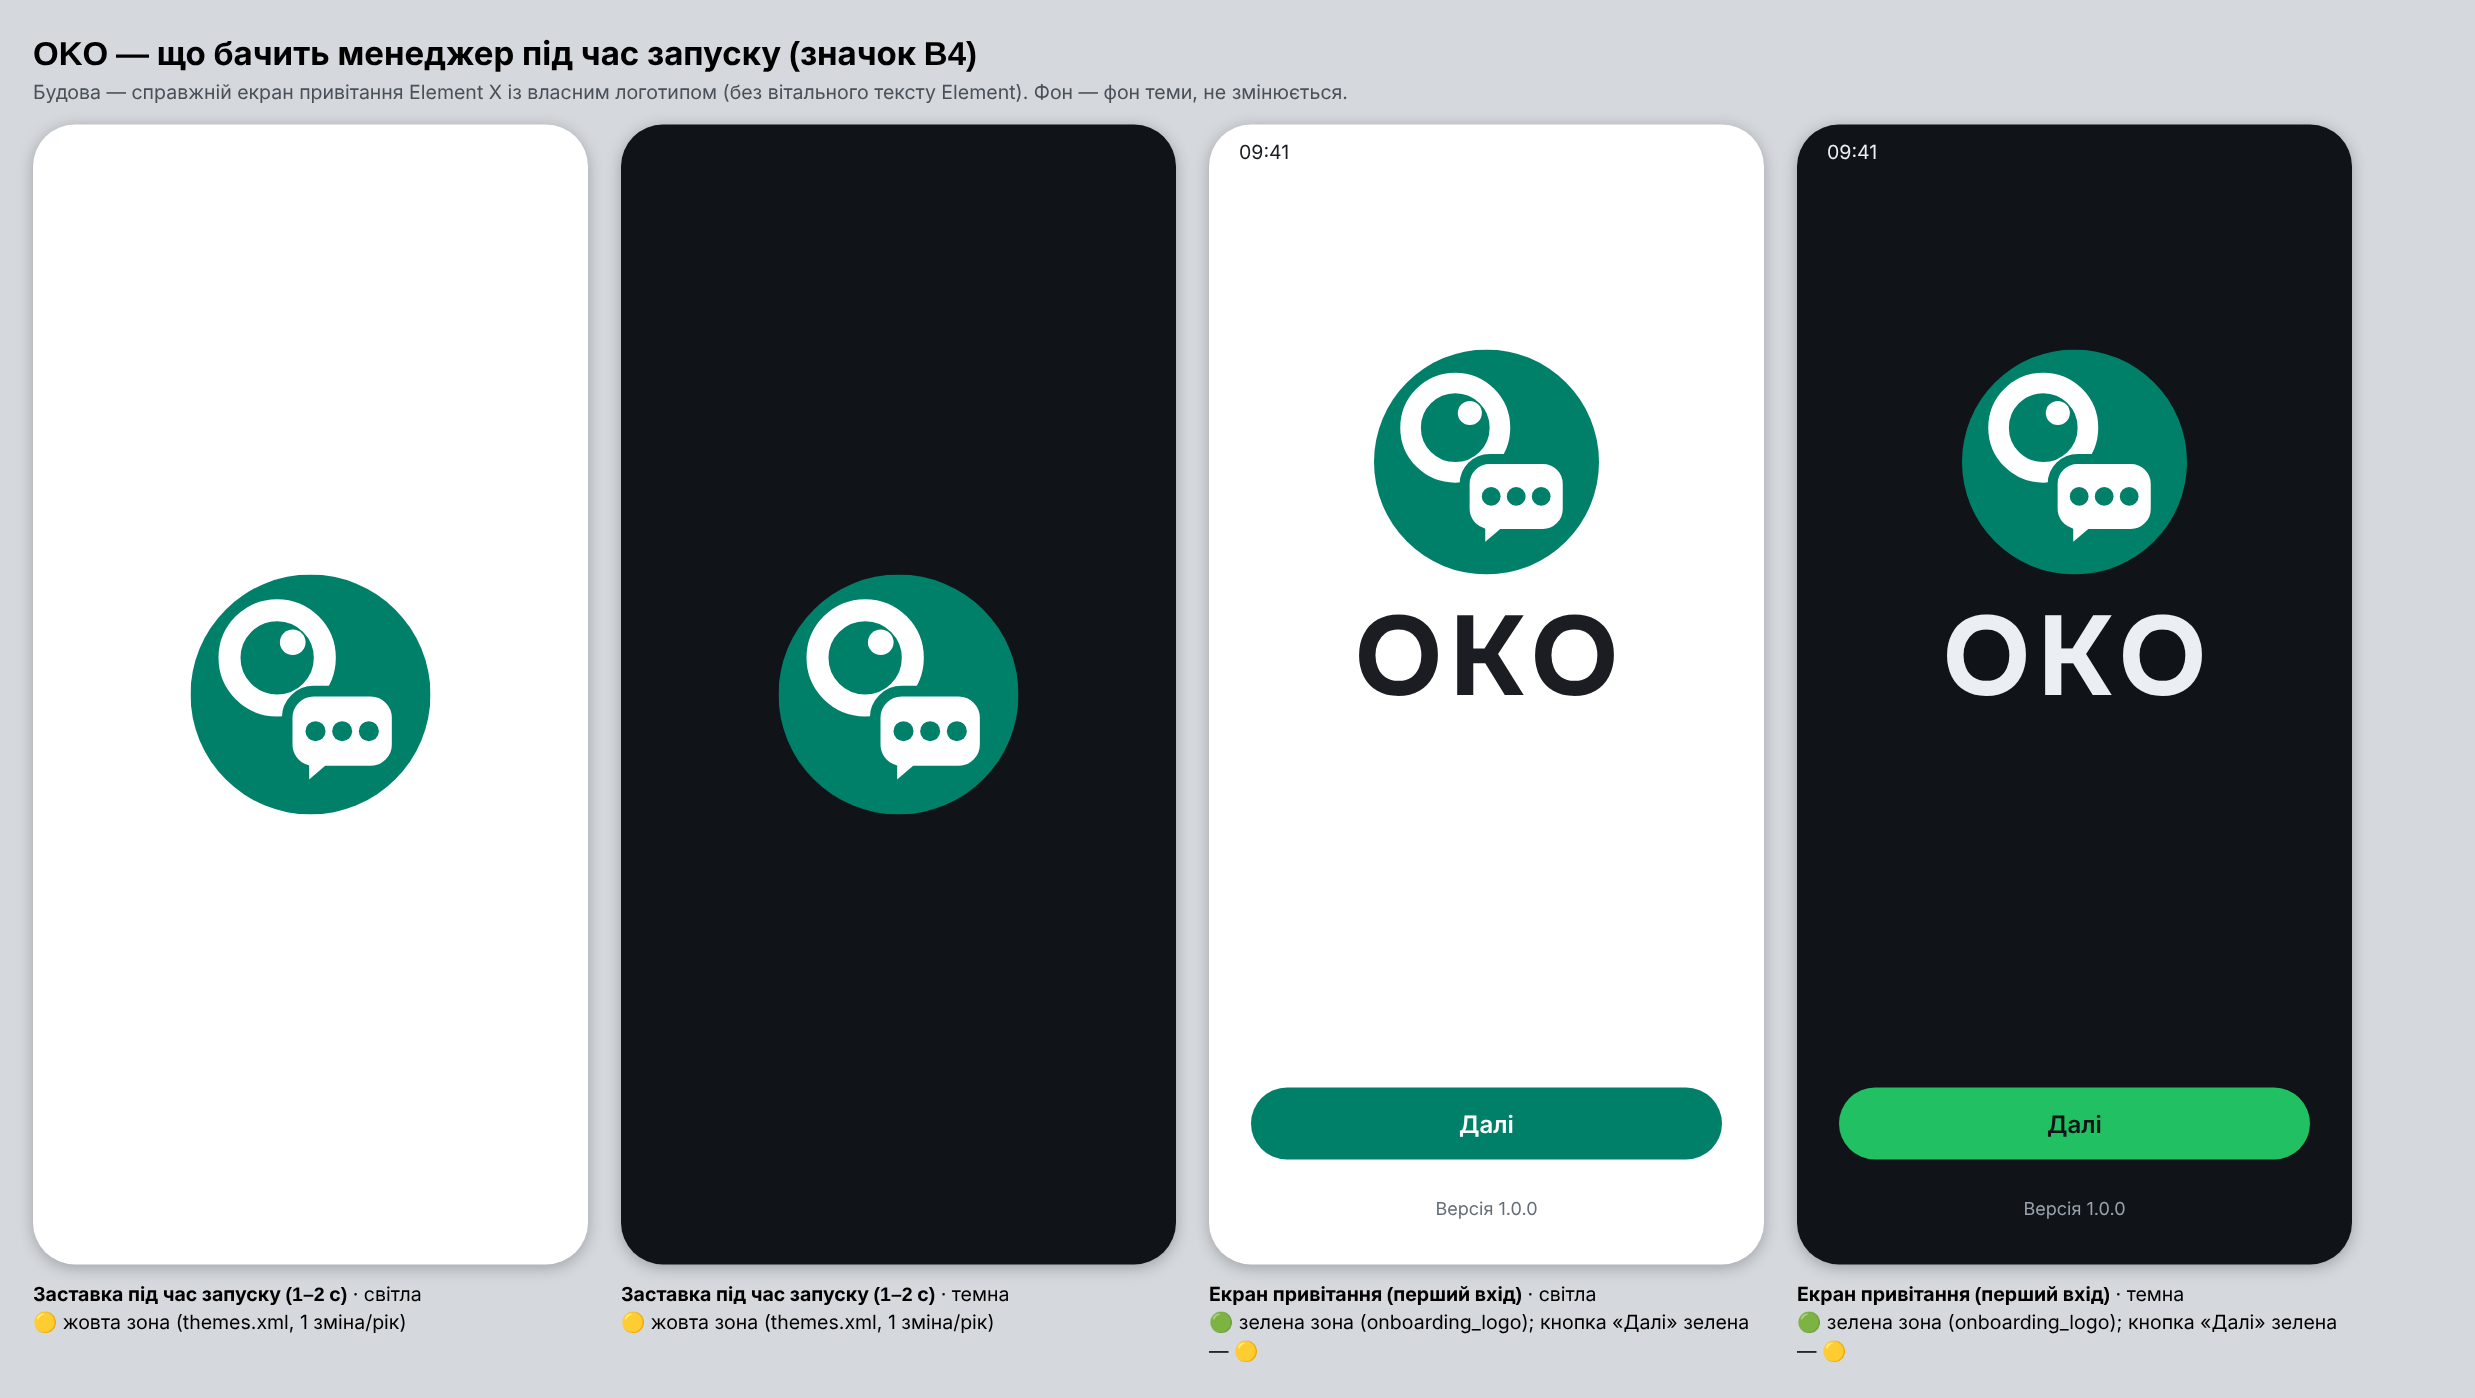 ОКО — що бачить менеджер під час запуску (значок B4)
Будова — справжній екран привітання Element X із власним логотипом (без вітального тексту Element). Фон — фон теми, не змінюється.
09:41
09:41
ОКО
ОКО
Далі
Далі
Версія 1.0.0
Версія 1.0.0
Заставка під час запуску (1–2 с) · світла
🟡 жовта зона (themes.xml, 1 зміна/рік)
Заставка під час запуску (1–2 с) · темна
🟡 жовта зона (themes.xml, 1 зміна/рік)
Екран привітання (перший вхід) · світла
🟢 зелена зона (onboarding_logo); кнопка «Далі» зелена
— 🟡
Екран привітання (перший вхід) · темна
🟢 зелена зона (onboarding_logo); кнопка «Далі» зелена
— 🟡